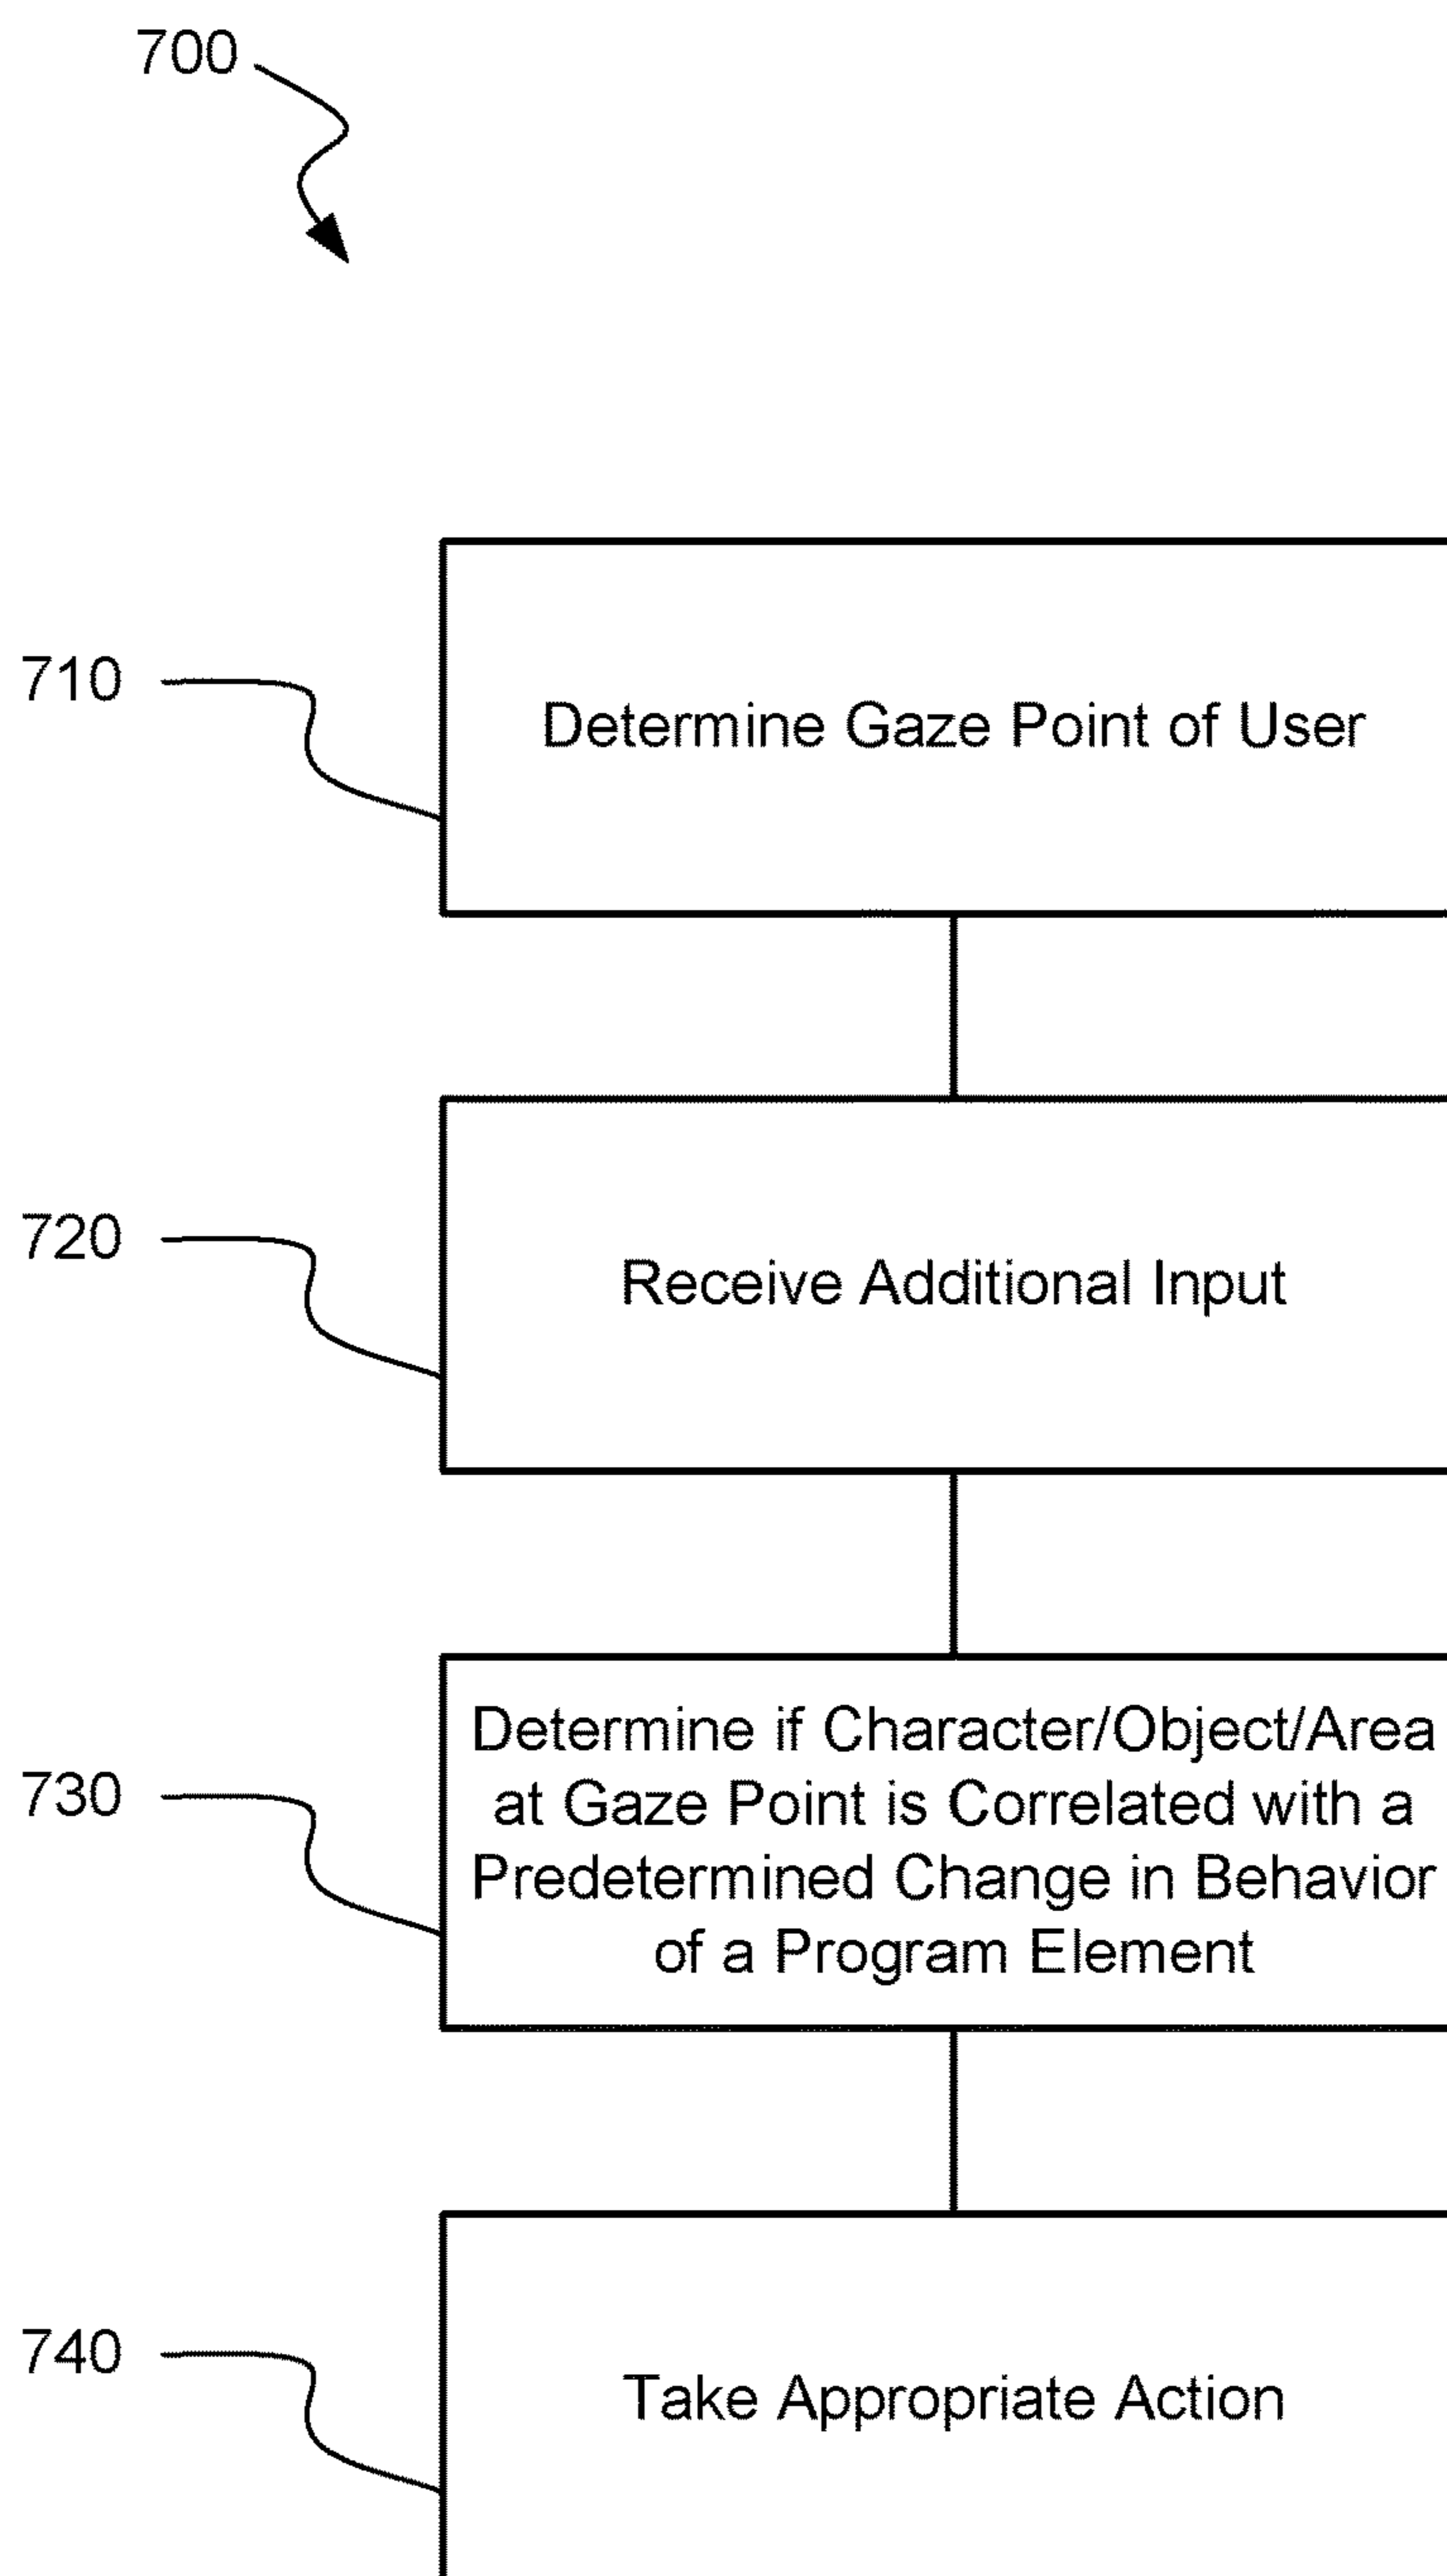 700
710
Determine Gaze Point of User
720
Receive Additional Input
730
Determine if Character/Object/Area
at Gaze Point is Correlated with a
Predetermined Change in Behavior
of a Program Element
740
Take Appropriate Action